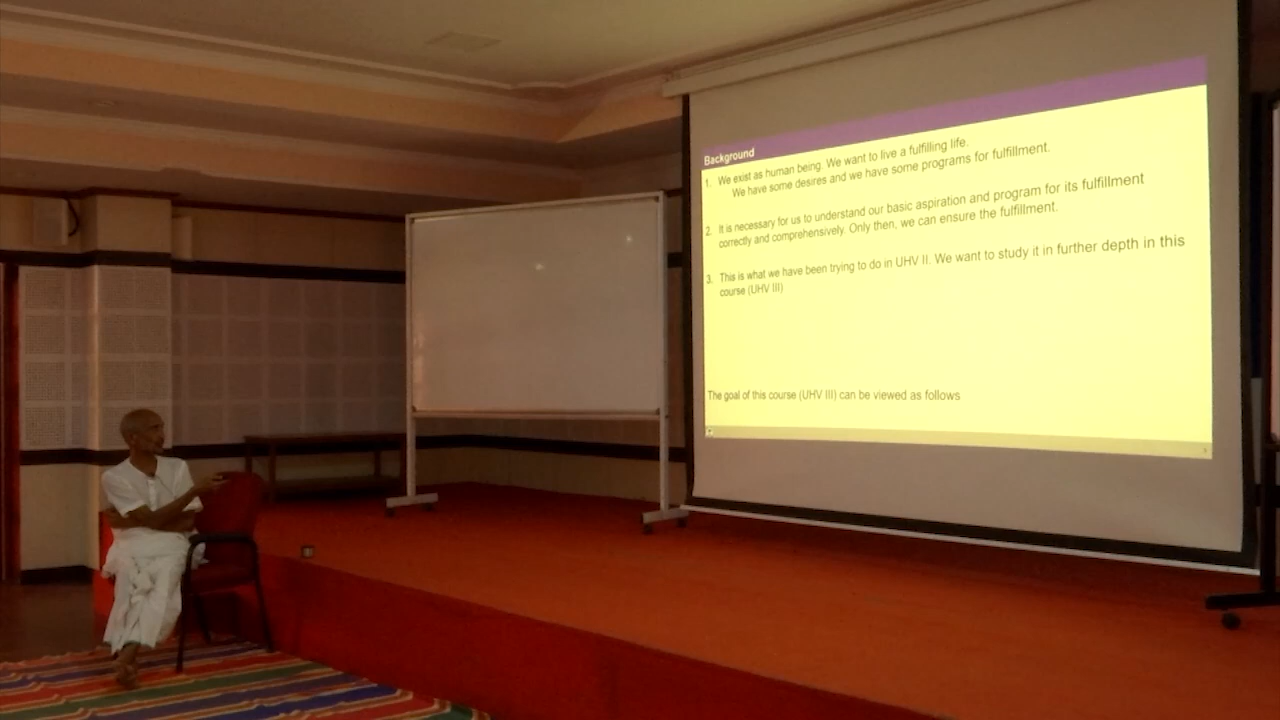 Background
1. We exist as human being. We want to live a fulfilling life.
We have some desires and we have some programs for fulfillment.
2. It is necessary for us to understand our basic aspiration and program for its fulfillment
correctly and comprehensively. Only then, we can ensure the fulfillment.
3. This is what we have been trying to do in UHV II. We want to study it in further depth in this
course (UHV III)
The goal of this course (UHV III) can be viewed as follows